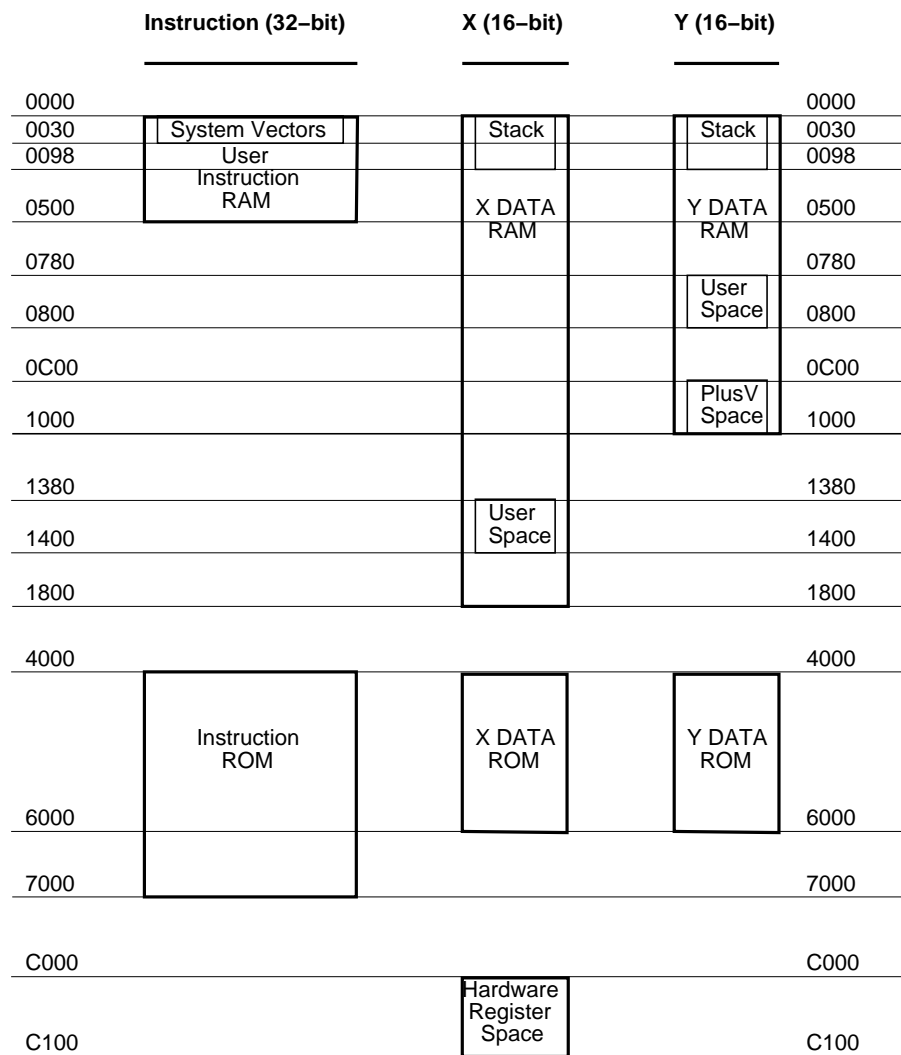 Instruction (32−bit) X (16−bit) Y (16−bit)
0000 0000
0030 System Vectors Stack Stack 0030
0098 User 0098
Instruction
RAM
0500 X DATA Y DATA 0500
RAM RAM
0780 0780
User
0800 Space 0800
0C00 0C00
PlusV
1000 Space 1000
1380 1380
User
1400 Space 1400
1800 1800
4000 4000
Instruction X DATA Y DATA
ROM ROM ROM
6000 6000
7000 7000
C000 C000
Hardware
Register
Space
C100 C100